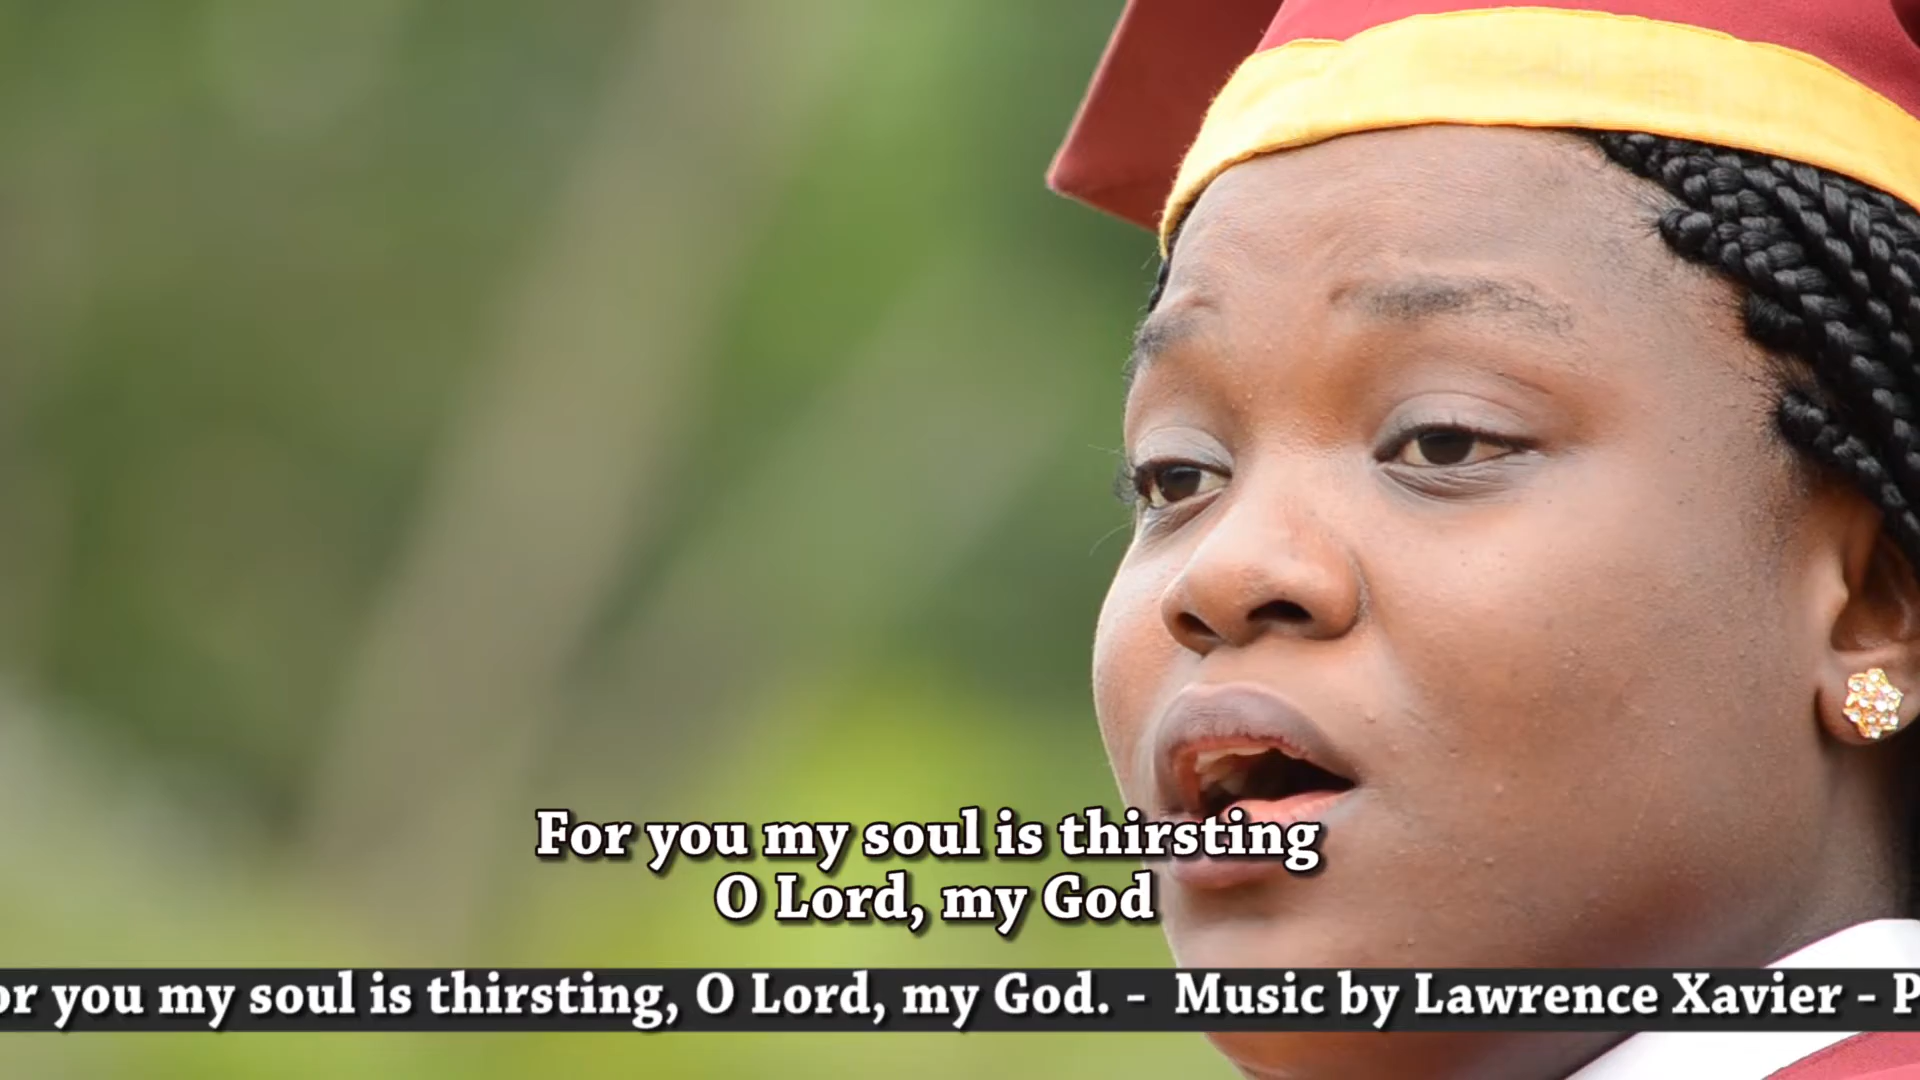 For you my soul is thirsting
O Lord, my God
or you my soul is thirsting, O Lord, my God. - Music by Lawrence Xavier - P